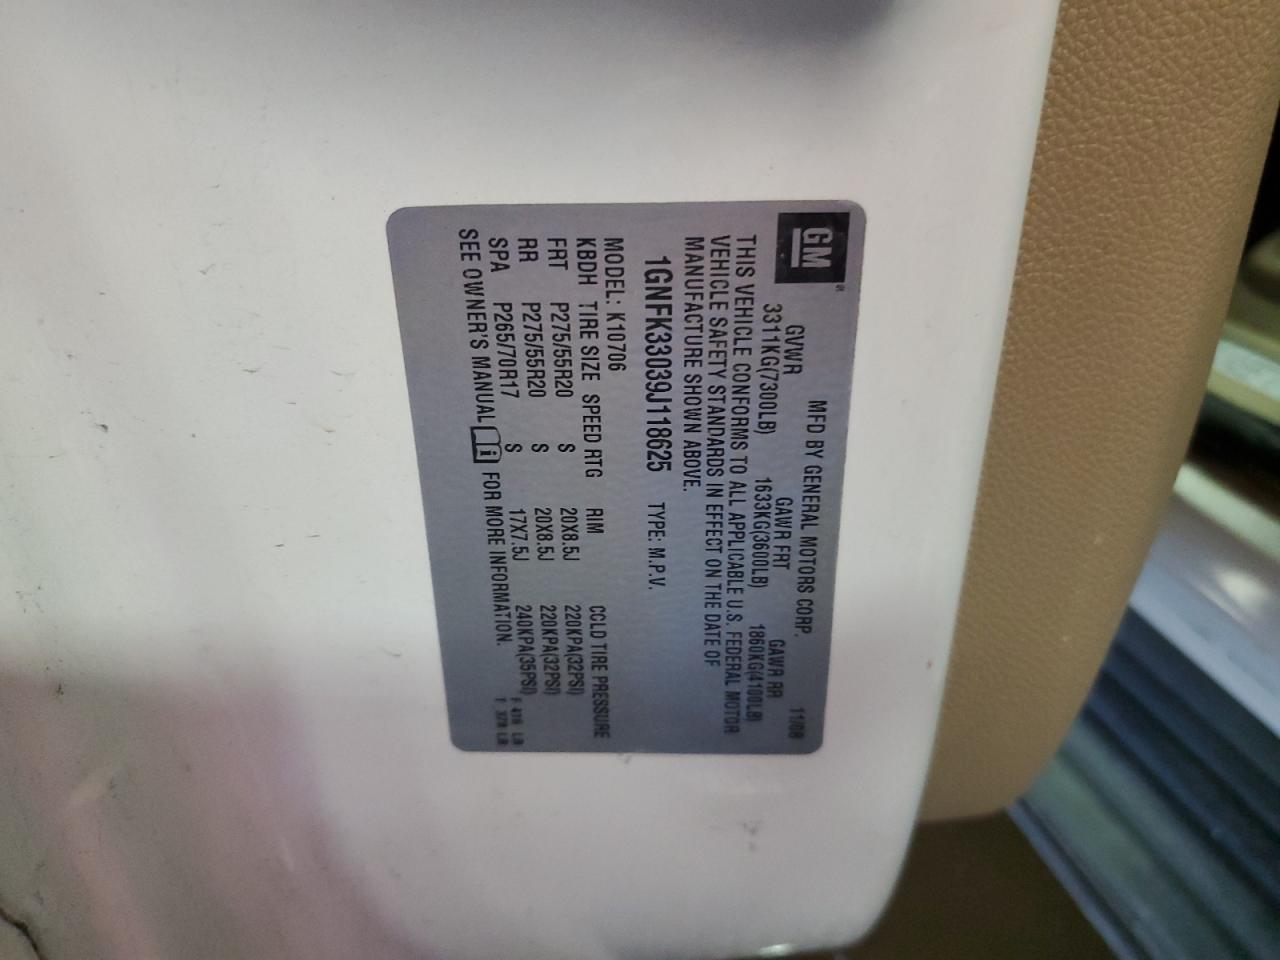 GM®
MFD BY GENERAL MOTORS CORP. 11/08
GVWR GAWR FRT GAWR RR
3311KG(7300LB) 1633KG(3600LB) 1860KG(4100LB)
THIS VEHICLE CONFORMS TO ALL APPLICABLE U.S. FEDERAL MOTOR
VEHICLE SAFETY STANDARDS IN EFFECT ON THE DATE OF
MANUFACTURE SHOWN ABOVE.
1GNFK33039J118625 TYPE: M.P.V.
MODEL: K10706
KBDH TIRE SIZE SPEED RTG RIM COLD TIRE PRESSURE
FRT P275/55R20 S 20X8.5J 220KPA(32PSI)
RR P275/55R20 S 20X8.5J 220KPA(32PSI)
SPA P265/70R17 S 17X7.5J 240KPA(35PSI)
SEE OWNER'S MANUAL FOR MORE INFORMATION.